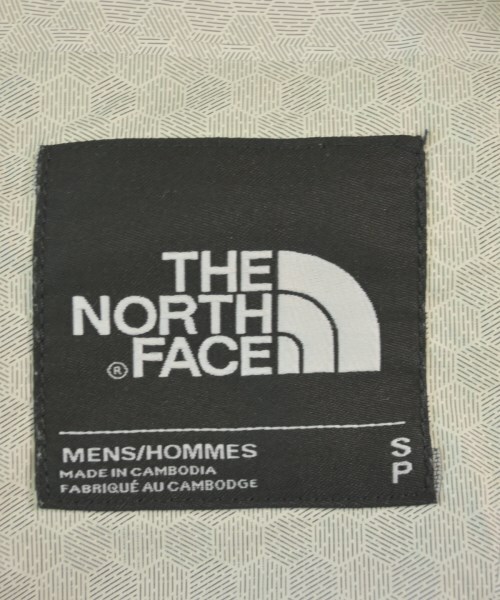 THE
NORTH
® FACE
MENS/HOMMES
MADE IN CAMBODIA
FABRIQUÉ AU CAMBODGE
S
P